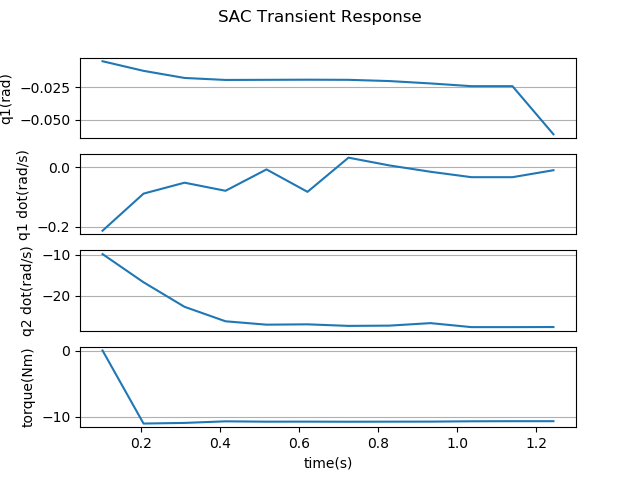 SAC Transient Response
q1(rad)
−0.025
−0.050
q1 dot(rad/s)
0.0
−0.2
q2 dot(rad/s)
−10
−20
torque(Nm)
0
−10
0.2 0.4 0.6 0.8 1.0 1.2
time(s)